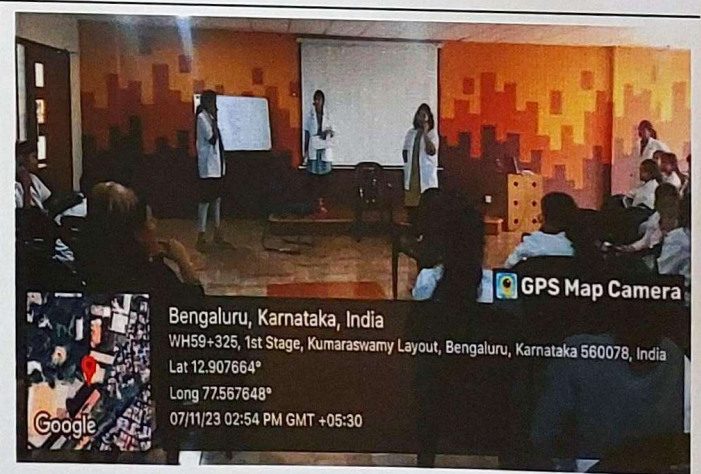 GPS Map Camera
Bengaluru, Karnataka, India
WH59+325, 1st Stage, Kumaraswamy Layout, Bengaluru, Karnataka 560078, India
Lat 12.907664°
Long 77.567648°
07/11/23 02:54 PM GMT +05:30
Google